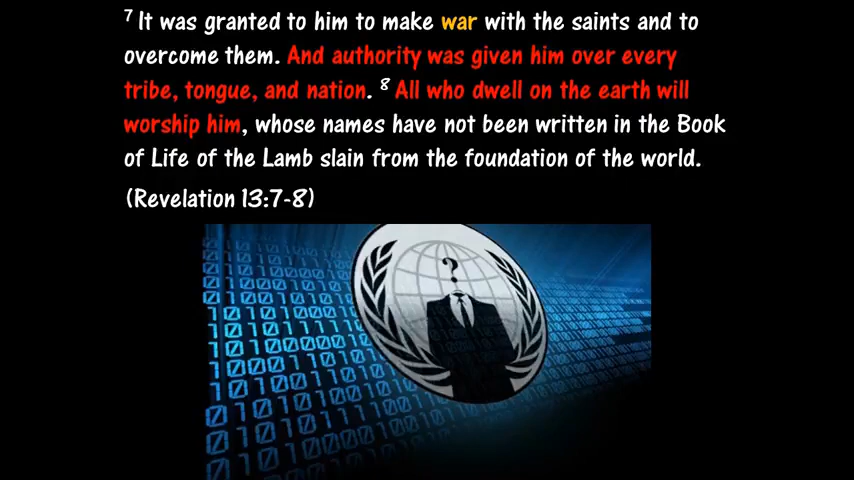 7 It was granted to him to make war with the saints and to
overcome them. And authority was given him over every
tribe, tongue, and nation. 8 All who dwell on the earth will
worship him, whose names have not been written in the Book
of Life of the Lamb slain from the foundation of the world.
(Revelation 13:7-8)
?